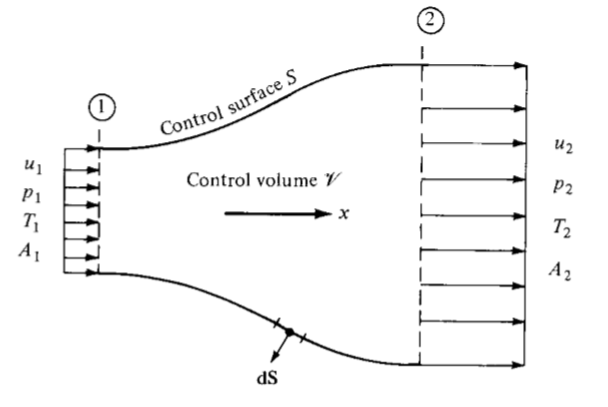 2
1
Control surface S
u1
p1
T1
A1
Control volume 𝒱
x
u2
p2
T2
A2
dS